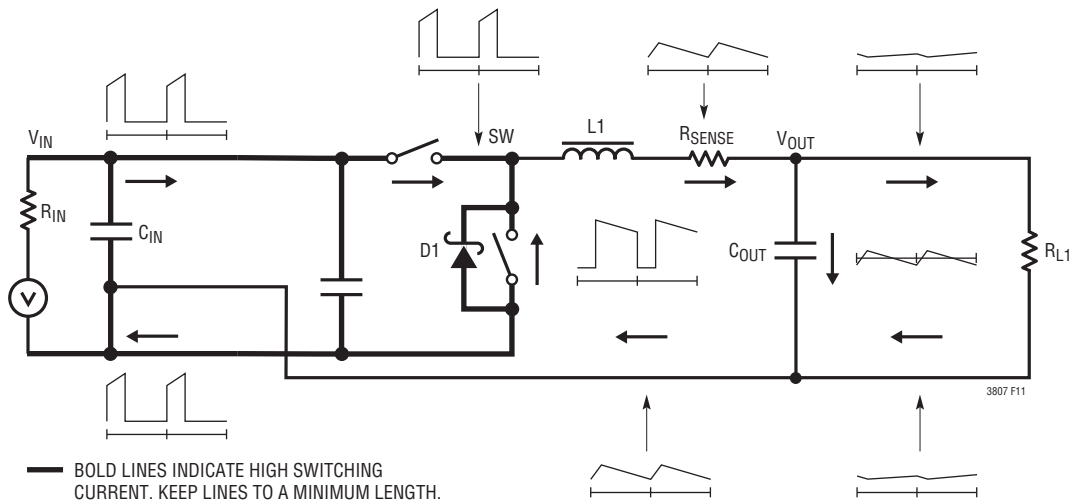 VIN
SW
L1
RSENSE
VOUT
RIN
CIN
D1
COUT
RL1
V
3807 F11
BOLD LINES INDICATE HIGH SWITCHING
CURRENT. KEEP LINES TO A MINIMUM LENGTH.